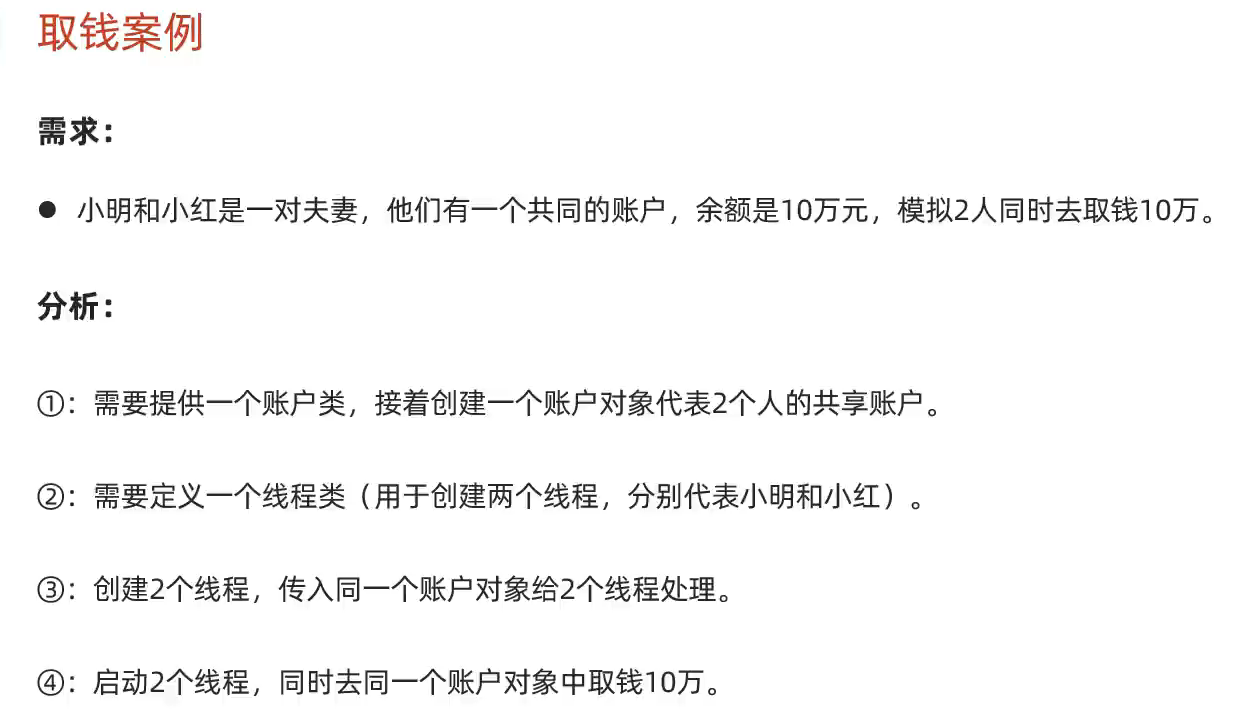 取钱案例
需求：
● 小明和小红是一对夫妻，他们有一个共同的账户，余额是10万元，模拟2人同时去取钱10万。
分析：
①：需要提供一个账户类，接着创建一个账户对象代表2个人的共享账户。
②：需要定义一个线程类（用于创建两个线程，分别代表小明和小红）。
③：创建2个线程，传入同一个账户对象给2个线程处理。
④：启动2个线程，同时去同一个账户对象中取钱10万。